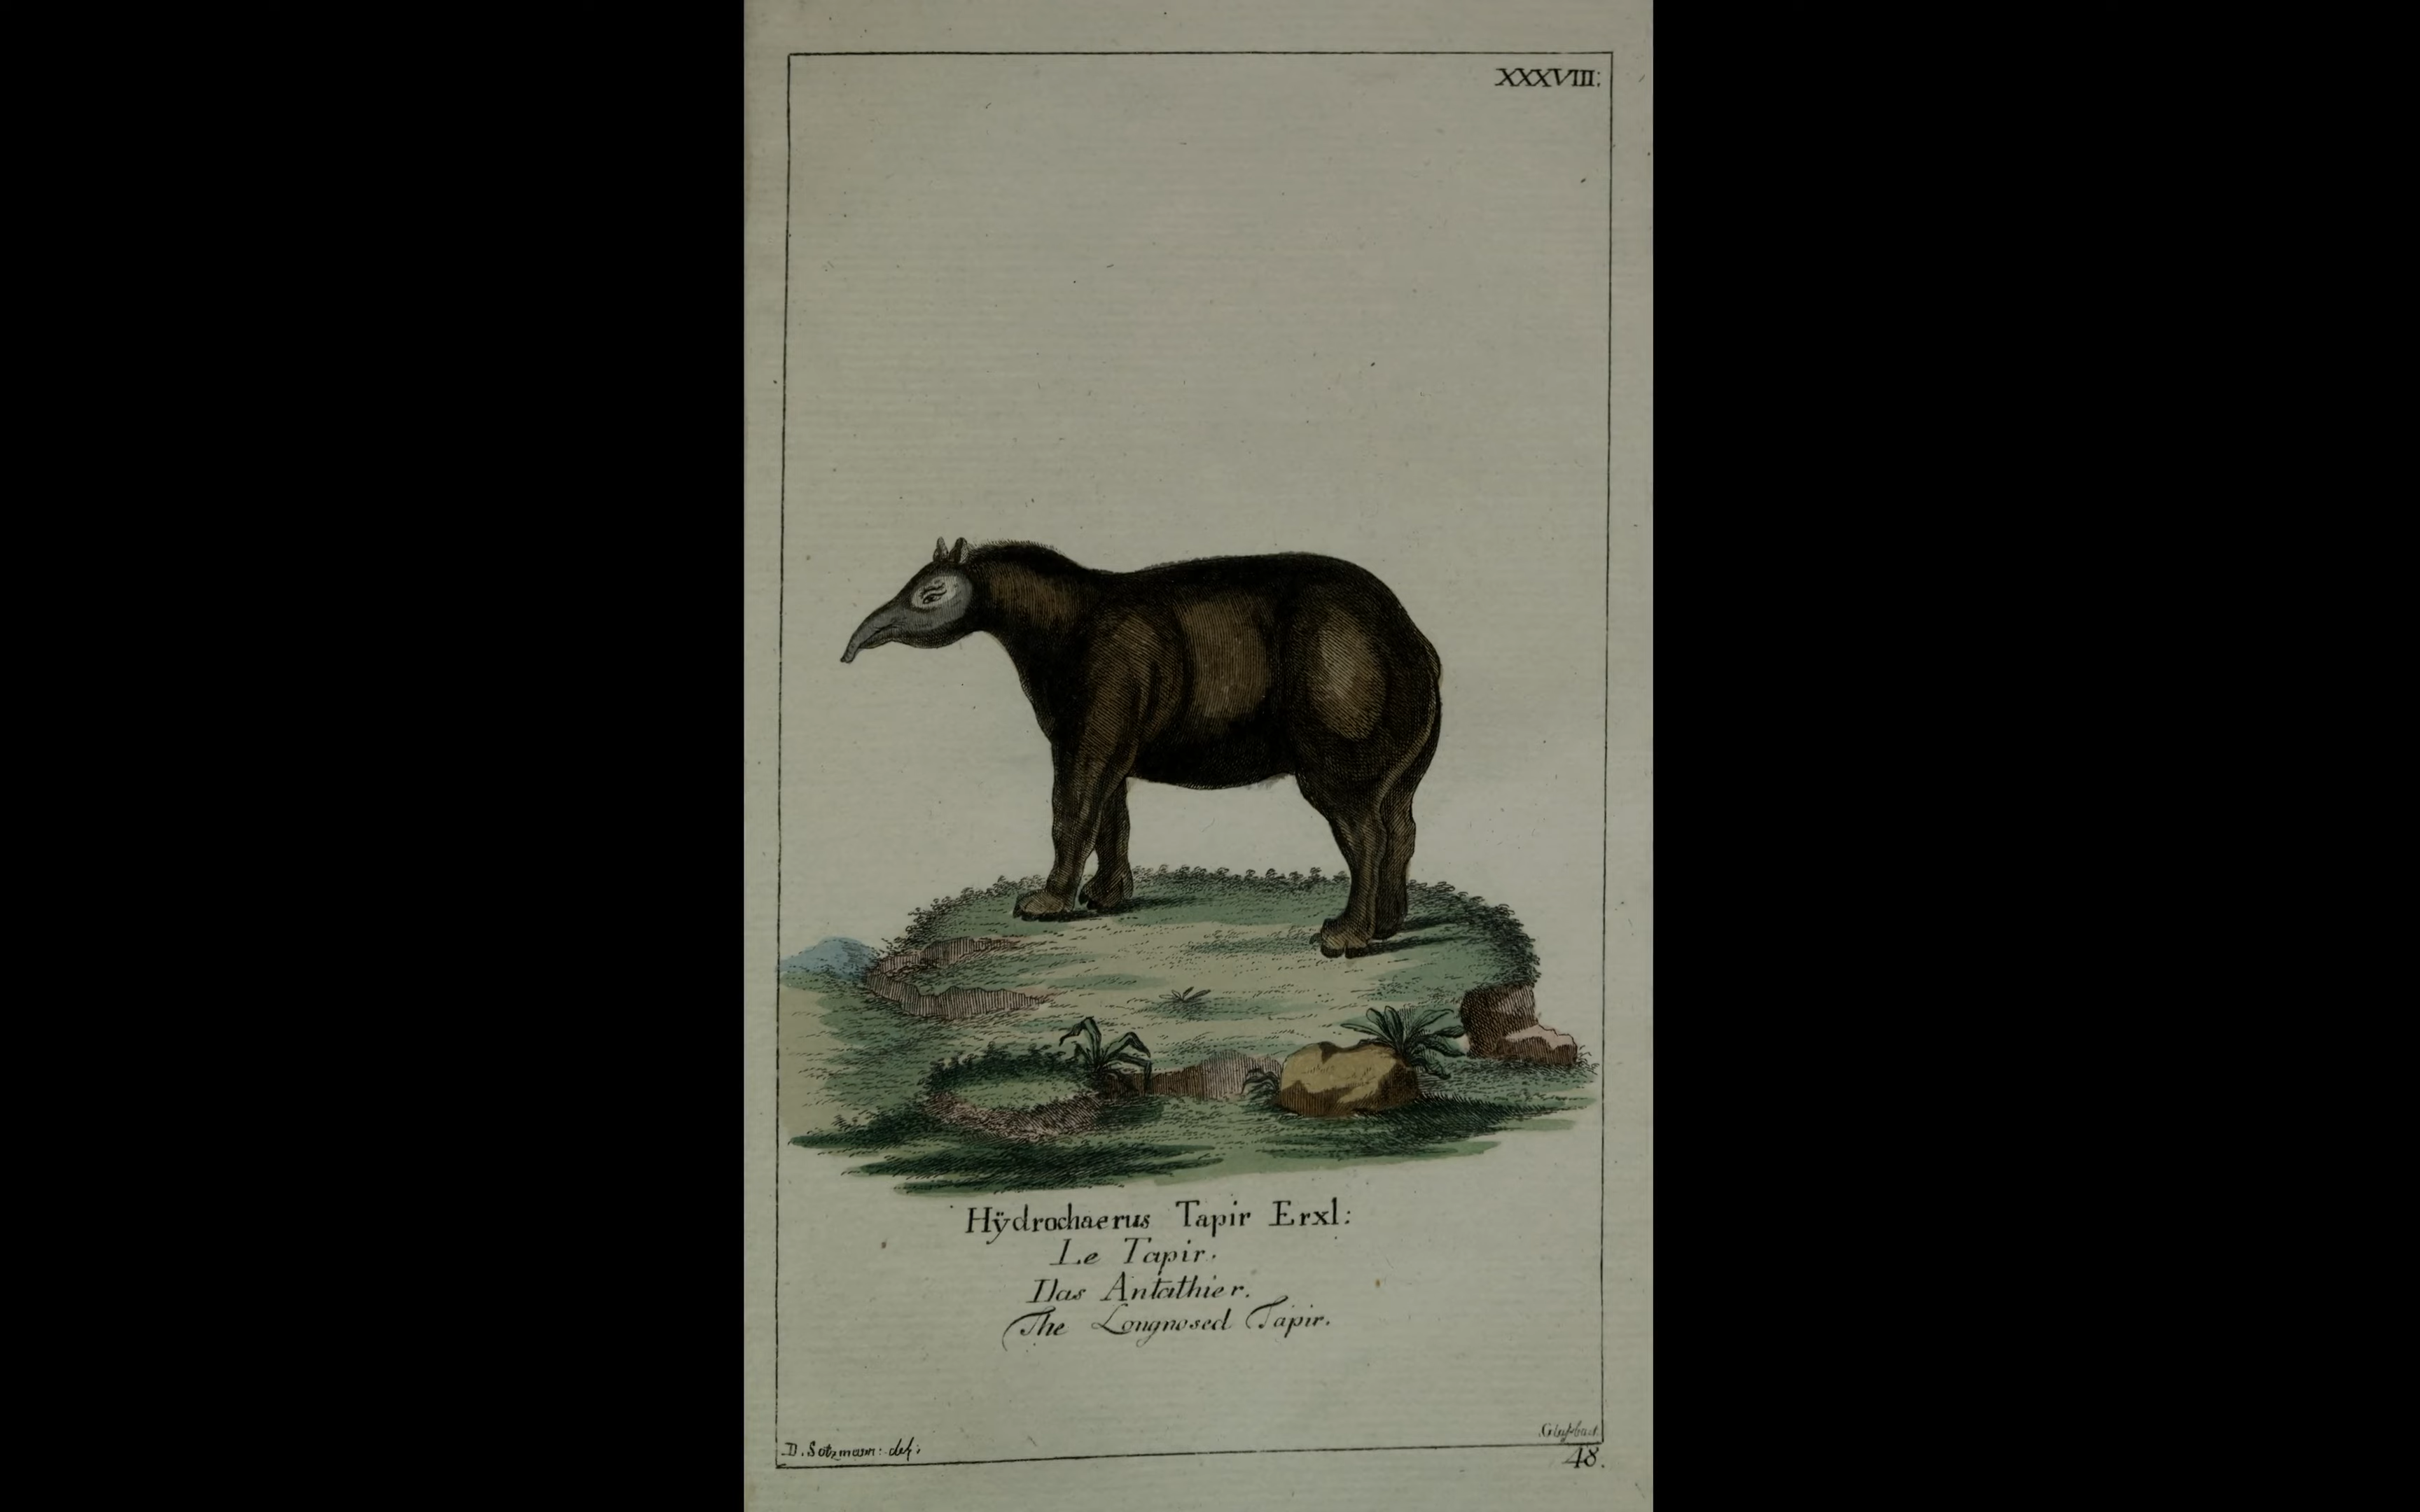 XXXVIII:
Hÿdrochaerus Tapir Erxl:
Le Tapir.
Das Antathier.
The Longnosed Tapir.
D. Sotzmann: del:
48.